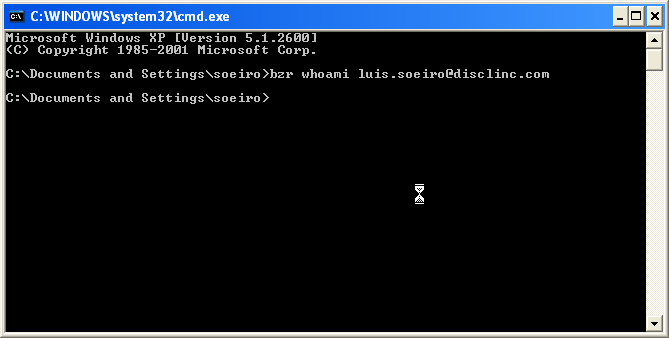 C:\WINDOWS\system32\cmd.exe
Microsoft Windows XP [Version 5.1.2600]
(C) Copyright 1985-2001 Microsoft Corp.
C:\Documents and Settings\soeiro>bzr whoami luis.soeiro@disclinc.com
C:\Documents and Settings\soeiro>